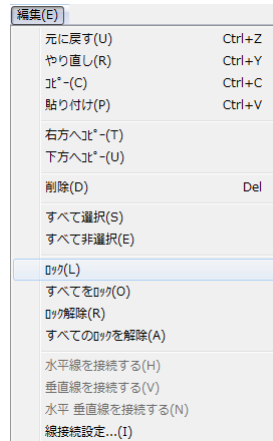 編集(E)
元に戻す(U) Ctrl+Z
やり直し(R) Ctrl+Y
ｺﾋﾟｰ(C) Ctrl+C
貼り付け(P) Ctrl+V
右方へｺﾋﾟｰ(T)
下方へｺﾋﾟｰ(U)
削除(D) Del
すべて選択(S)
すべて非選択(E)
ﾛｯｸ(L)
すべてをﾛｯｸ(O)
ﾛｯｸ解除(R)
すべてのﾛｯｸを解除(A)
水平線を接続する(H)
垂直線を接続する(V)
水平 垂直線を接続する(N)
線接続設定...(I)